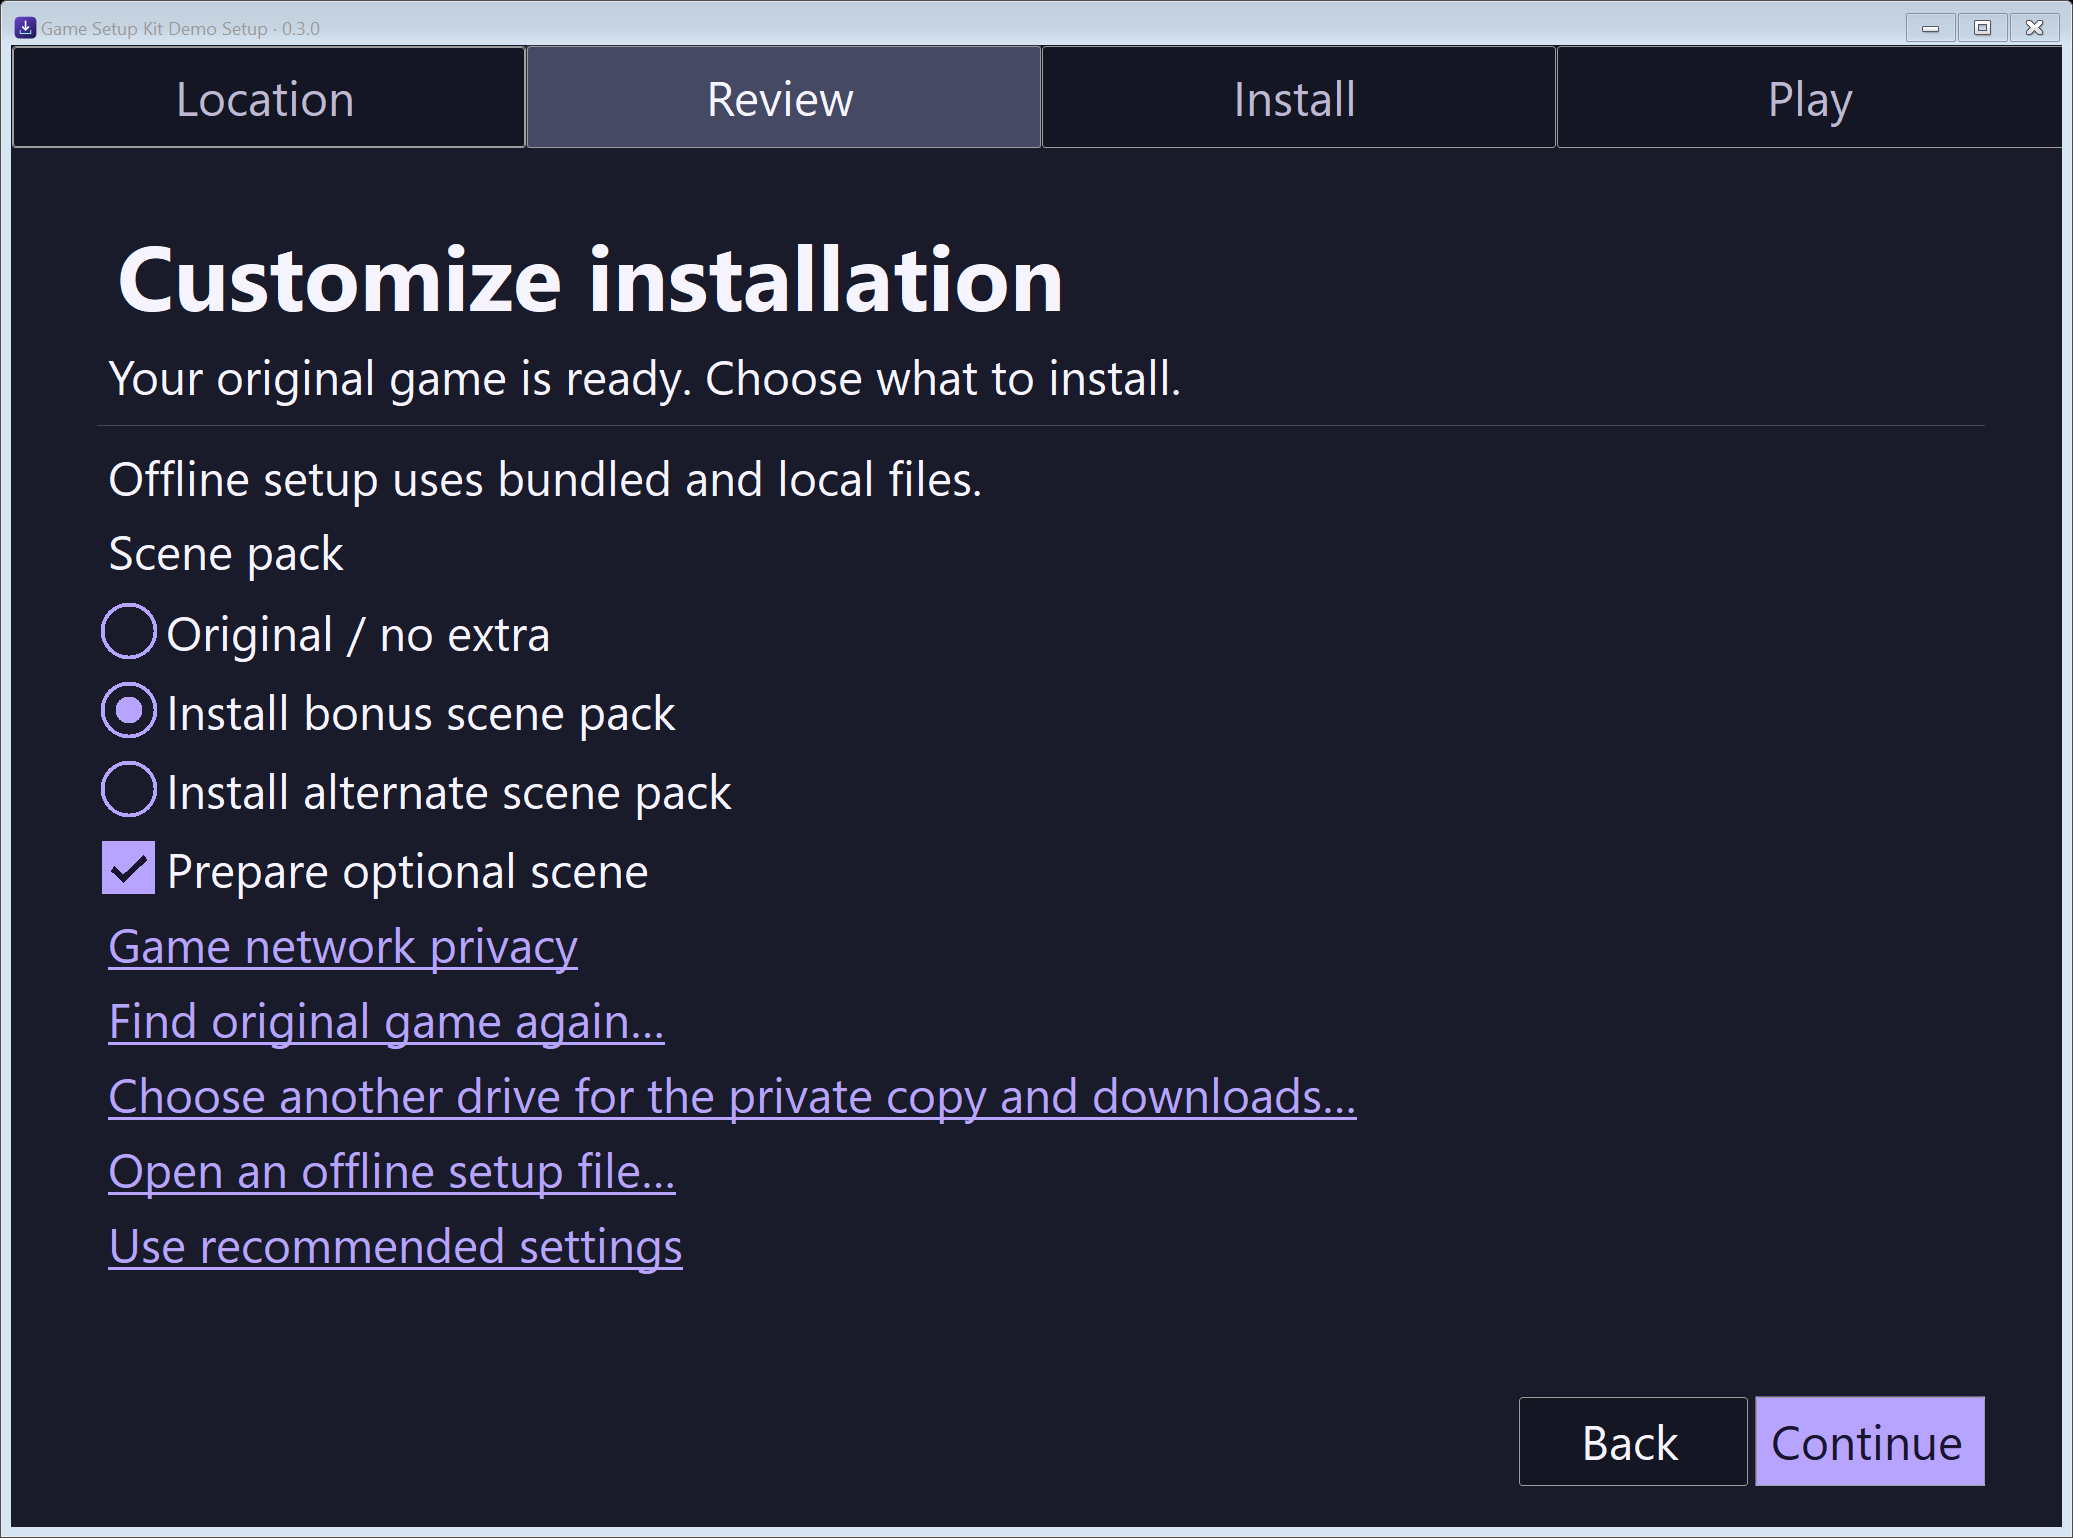 Game Setup Kit Demo Setup · 0.3.0
Location
Review
Install
Play
Customize installation
Your original game is ready. Choose what to install.
Offline setup uses bundled and local files.
Scene pack
Original / no extra
Install bonus scene pack
Install alternate scene pack
Prepare optional scene
Game network privacy
Find original game again...
Choose another drive for the private copy and downloads...
Open an offline setup file...
Use recommended settings
Back
Continue